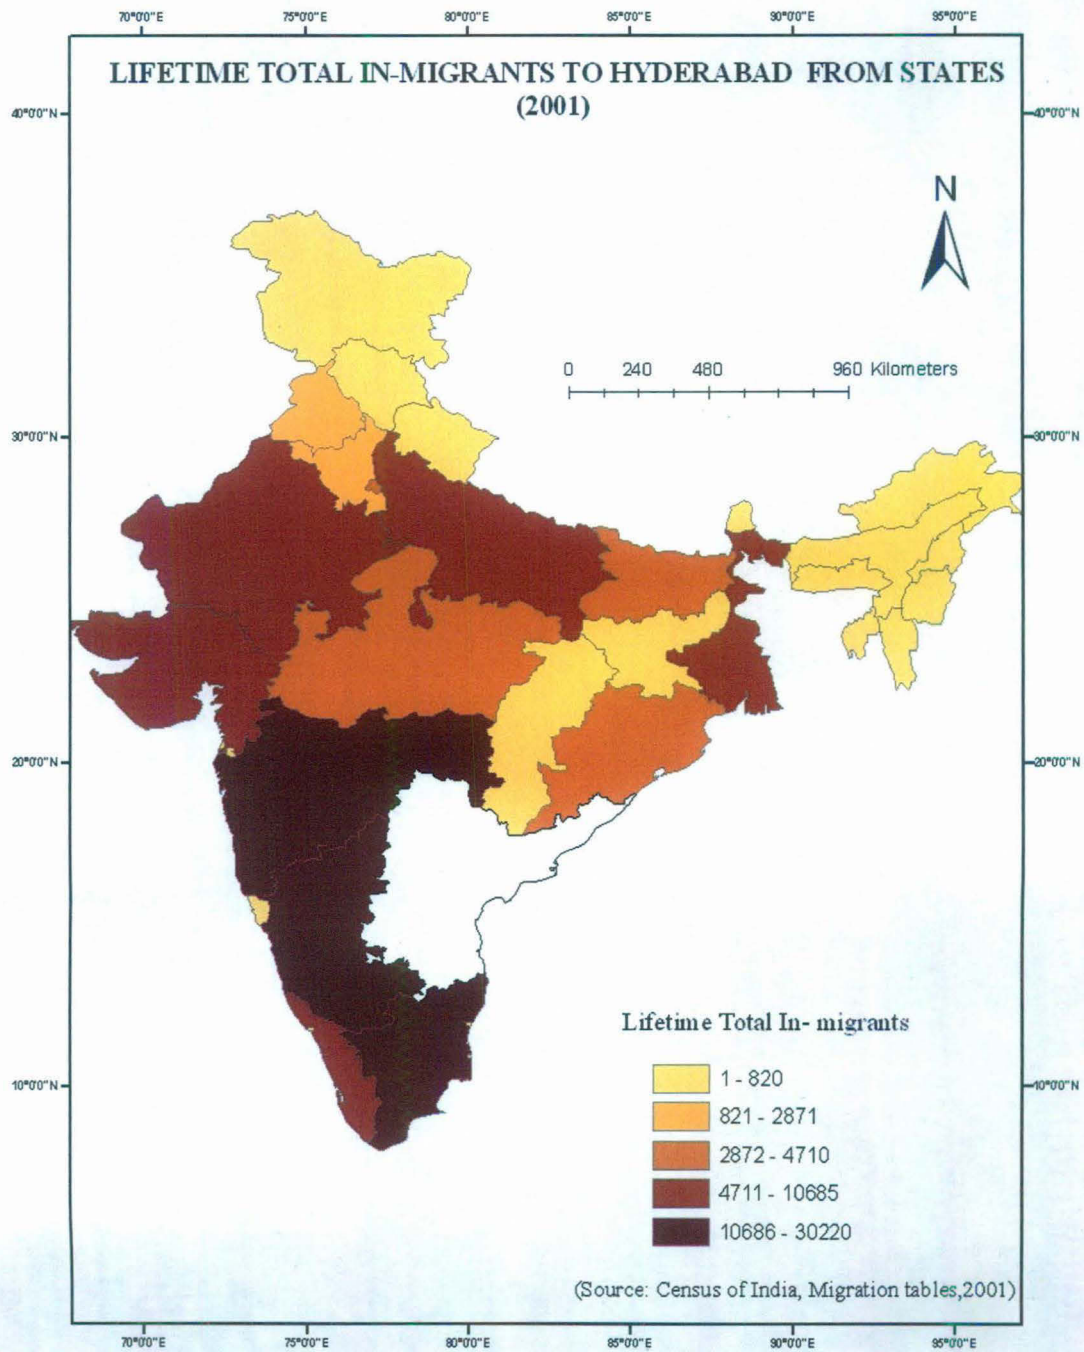 70°0'0"E 75°0'0"E 80°0'0"E 85°0'0"E 90°0'0"E 95°0'0"E
LIFETIME TOTAL IN-MIGRANTS TO HYDERABAD FROM STATES
(2001)
40°0'0"N 40°0'0"N
N
0 240 480 960 Kilometers
30°0'0"N 30°0'0"N
20°0'0"N 20°0'0"N
Lifetime Total In- migrants
10°0'0"N 10°0'0"N
1 - 820
821 - 2871
2872 - 4710
4711 - 10685
10686 - 30220
(Source: Census of India, Migration tables,2001)
70°0'0"E 75°0'0"E 80°0'0"E 85°0'0"E 90°0'0"E 95°0'0"E